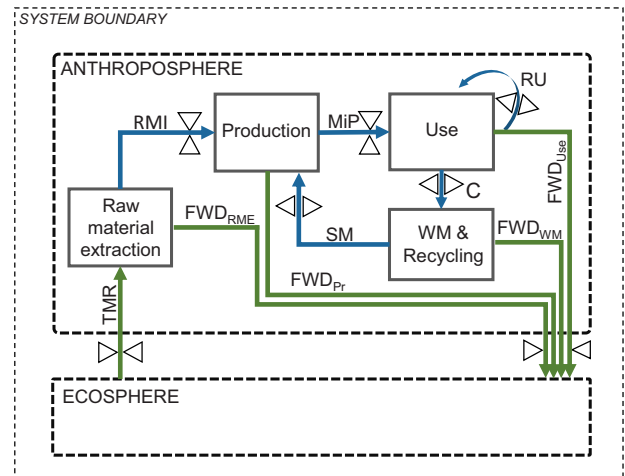 SYSTEM BOUNDARY
ANTHROPOSPHERE
RU
RMI
Production
MiP
Use
FWD_Use
C
Raw
material
extraction
FWD_RME
SM
WM &
Recycling
FWD_WM
FWD_Pr
TMR
ECOSPHERE